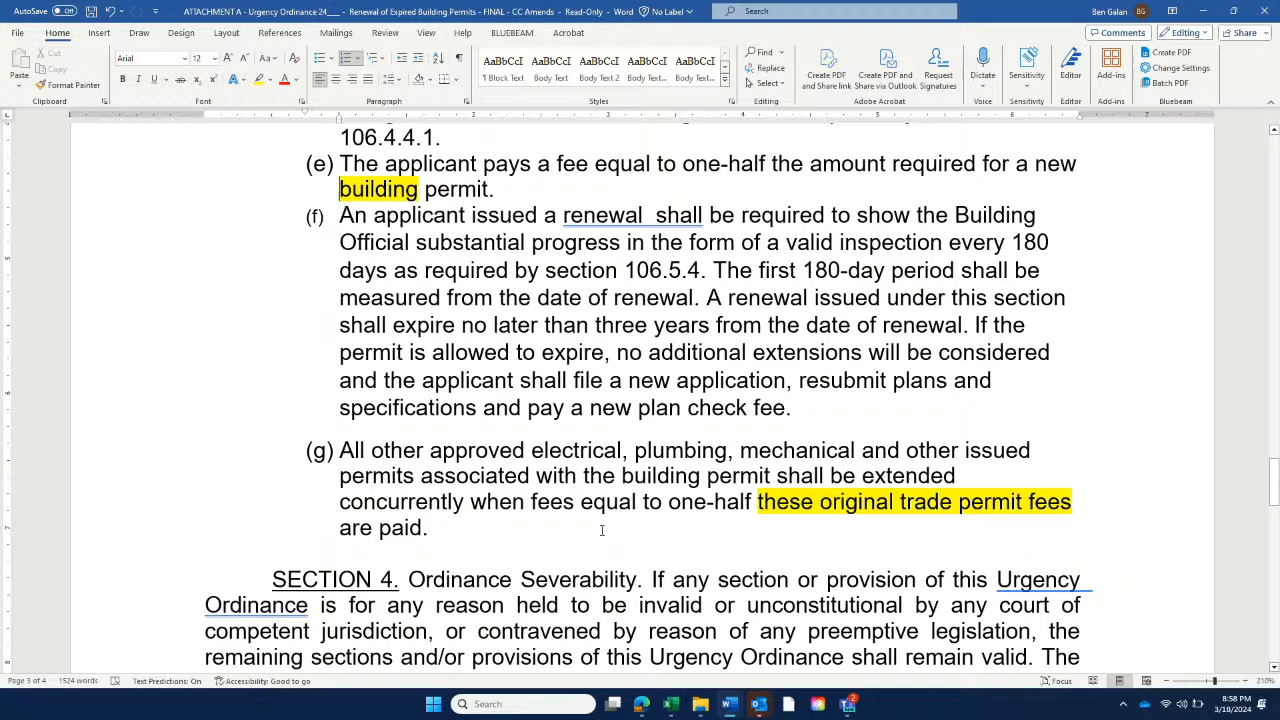 AutoSave Off ATTACHMENT A - Urgency Ordinance 24___ - Renewal of Expired Building Permits - FINAL - CC Amends - Read-Only - Word No Label Search Ben Galan BG
File Home Insert Draw Design Layout References Mailings Review View Help BLUEBEAM Acrobat Comments Editing Share
Paste Cut Copy Format Painter Clipboard
Arial 12 Font
Paragraph
AaBbCcI AaBbCcI AaBbCcI AaBbCcI AaBbCcI
¶ Block Text Body Text Body Text 2 Body Text... Body Text...
Styles
Find Replace Select Editing
Create PDF and Share link Create PDF and Share via Outlook Request Signatures Adobe Acrobat
Dictate Voice Sensitivity Sensitivity Editor Editor Add-ins Add-ins
Create PDF Change Settings Batch PDF Bluebeam
106.4.4.1.
(e) The applicant pays a fee equal to one-half the amount required for a new
building permit.
(f) An applicant issued a renewal shall be required to show the Building
Official substantial progress in the form of a valid inspection every 180
days as required by section 106.5.4. The first 180-day period shall be
measured from the date of renewal. A renewal issued under this section
shall expire no later than three years from the date of renewal. If the
permit is allowed to expire, no additional extensions will be considered
and the applicant shall file a new application, resubmit plans and
specifications and pay a new plan check fee.
(g) All other approved electrical, plumbing, mechanical and other issued
permits associated with the building permit shall be extended
concurrently when fees equal to one-half these original trade permit fees
are paid.
SECTION 4. Ordinance Severability. If any section or provision of this Urgency
Ordinance is for any reason held to be invalid or unconstitutional by any court of
competent jurisdiction, or contravened by reason of any preemptive legislation, the
remaining sections and/or provisions of this Urgency Ordinance shall remain valid. The
Page 3 of 4 1524 words Text Predictions: On Accessibility: Good to go Focus 210%
Search 8:58 PM
3/18/2024